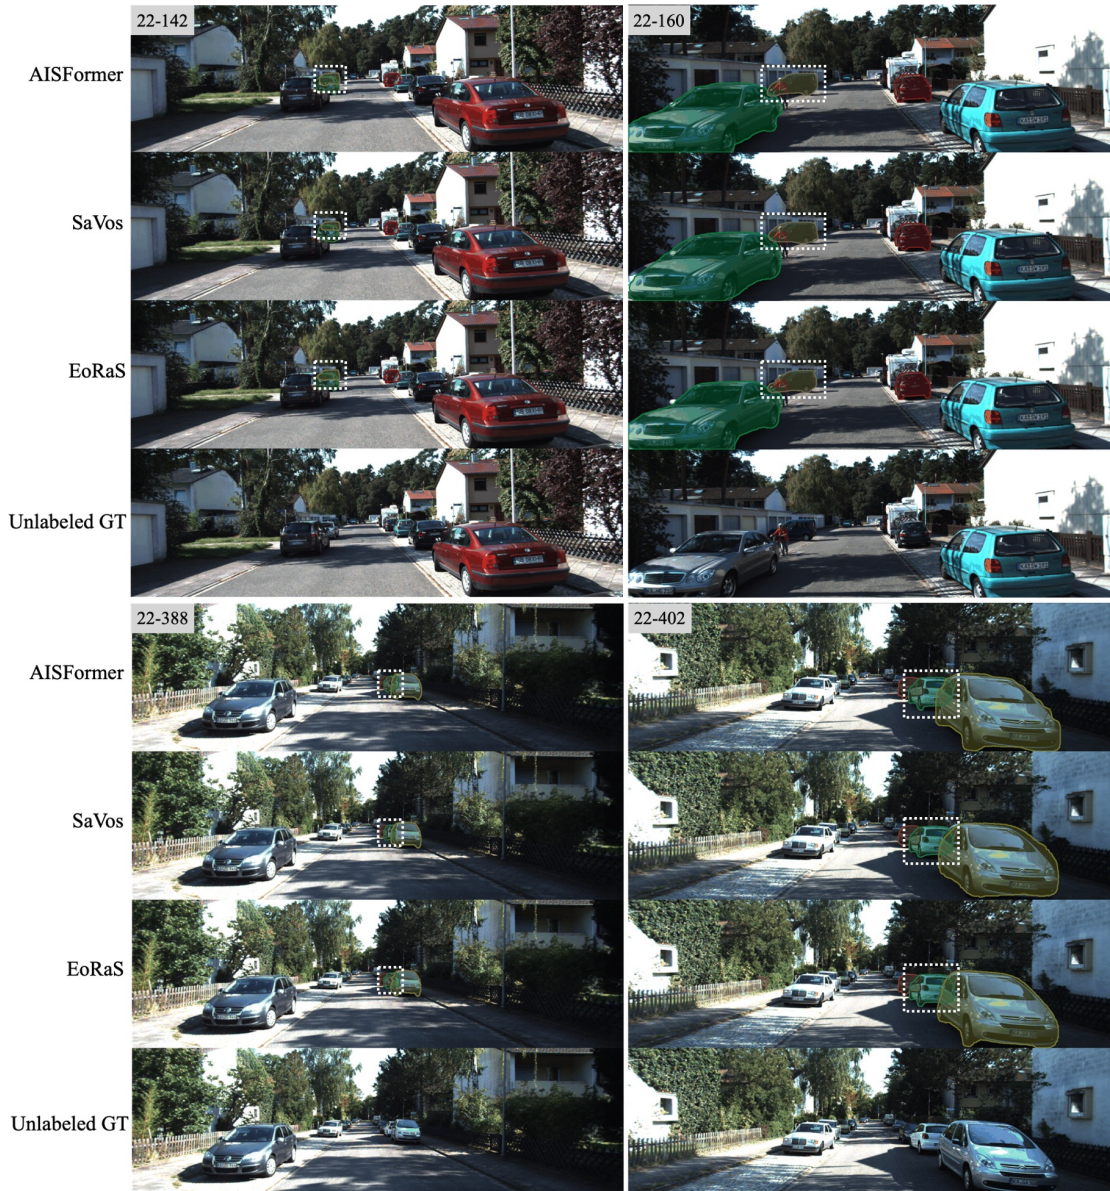 22-142
22-160
AISFormer
SaVos
EoRaS
Unlabeled GT
22-388
22-402
AISFormer
SaVos
EoRaS
Unlabeled GT